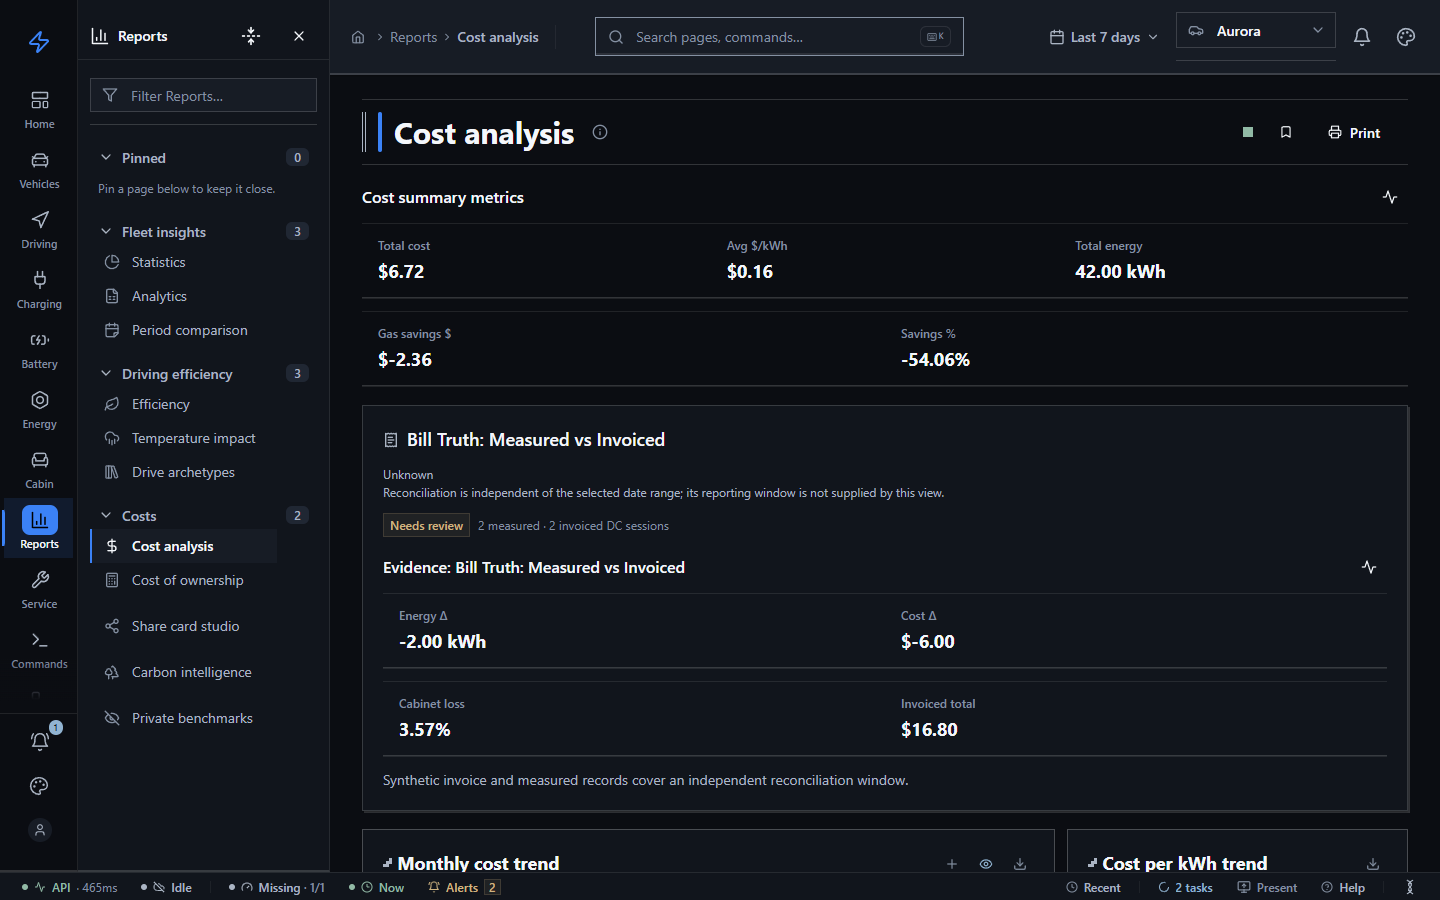 Home
Vehicles
Driving
Charging
Battery
Energy
Cabin
Reports
Service
Commands
1
Reports
Filter Reports...
Pinned 0
Pin a page below to keep it close.
Fleet insights 3
Statistics
Analytics
Period comparison
Driving efficiency 3
Efficiency
Temperature impact
Drive archetypes
Costs 2
Cost analysis
Cost of ownership
Share card studio
Carbon intelligence
Private benchmarks
Reports Cost analysis
Search pages, commands... K
Last 7 days
Aurora
Cost analysis
Print
Cost summary metrics
Total cost Avg $/kWh Total energy
$6.72 $0.16 42.00 kWh
Gas savings $ Savings %
$-2.36 -54.06%
Bill Truth: Measured vs Invoiced
Unknown
Reconciliation is independent of the selected date range; its reporting window is not supplied by this view.
Needs review 2 measured · 2 invoiced DC sessions
Evidence: Bill Truth: Measured vs Invoiced
Energy Δ Cost Δ
-2.00 kWh $-6.00
Cabinet loss Invoiced total
3.57% $16.80
Synthetic invoice and measured records cover an independent reconciliation window.
Monthly cost trend Cost per kWh trend
API · 465ms Idle Missing · 1/1 Now Alerts 2 Recent 2 tasks Present Help